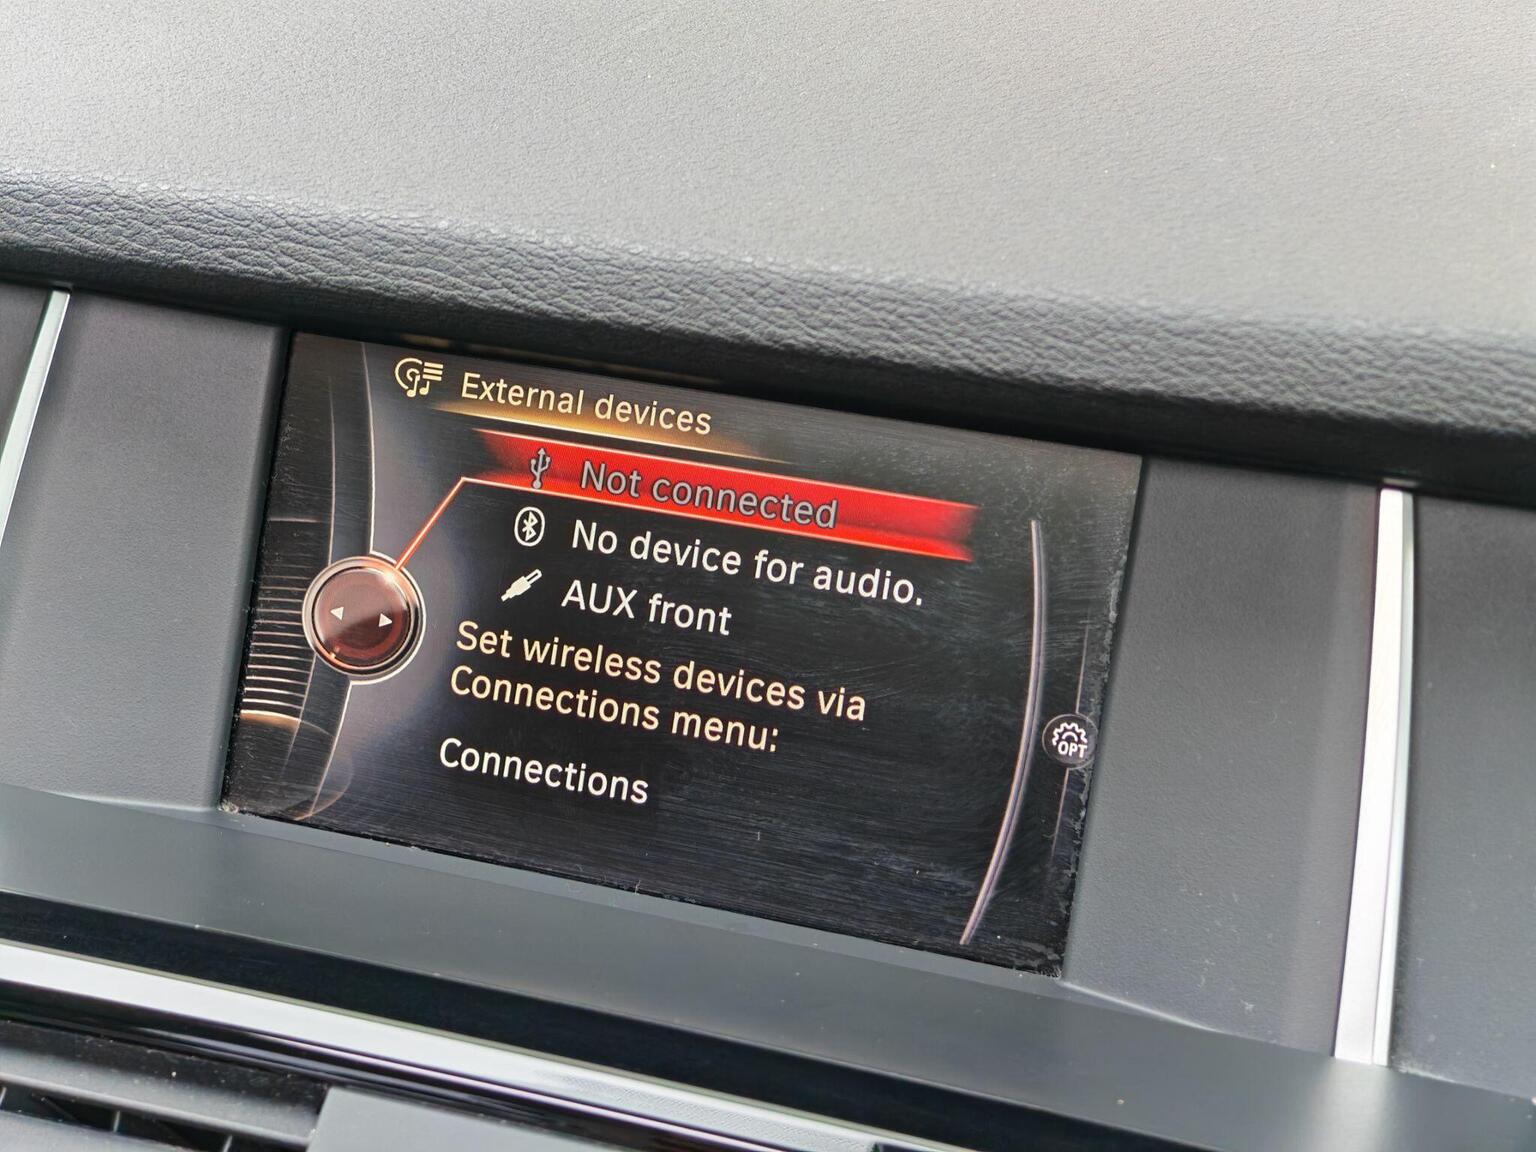 External devices
Not connected
No device for audio.
AUX front
Set wireless devices via
Connections menu:
Connections
OPT